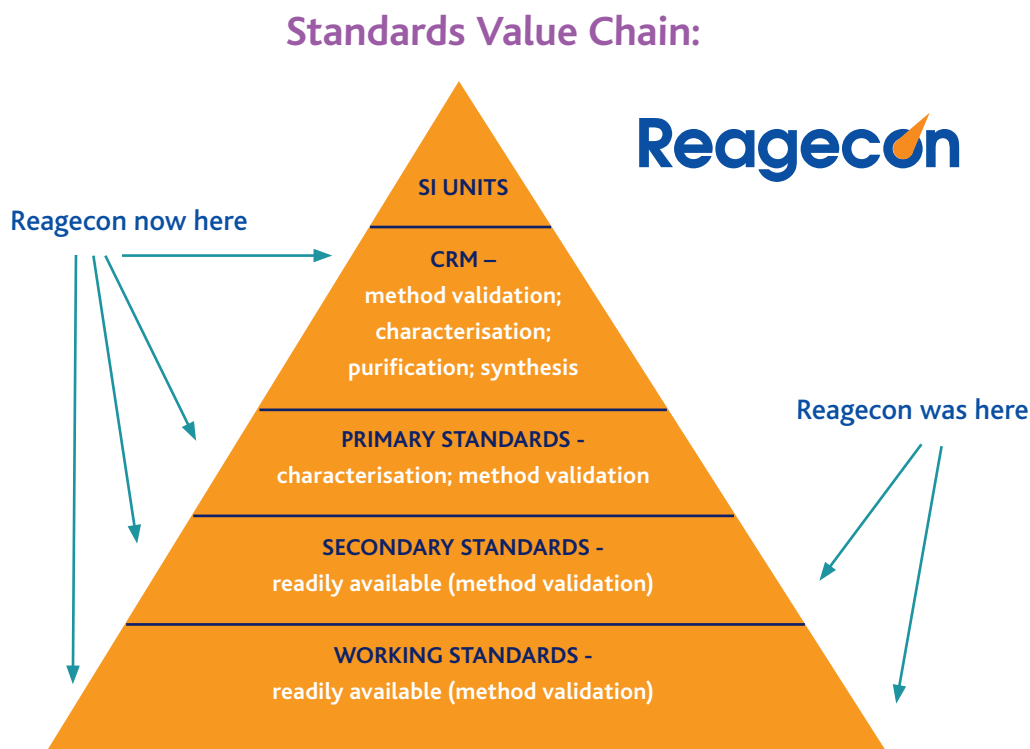 Standards Value Chain:
Reagecon
SI UNITS
Reagecon now here
CRM –
method validation;
characterisation;
purification; synthesis
Reagecon was here
PRIMARY STANDARDS -
characterisation; method validation
SECONDARY STANDARDS -
readily available (method validation)
WORKING STANDARDS -
readily available (method validation)